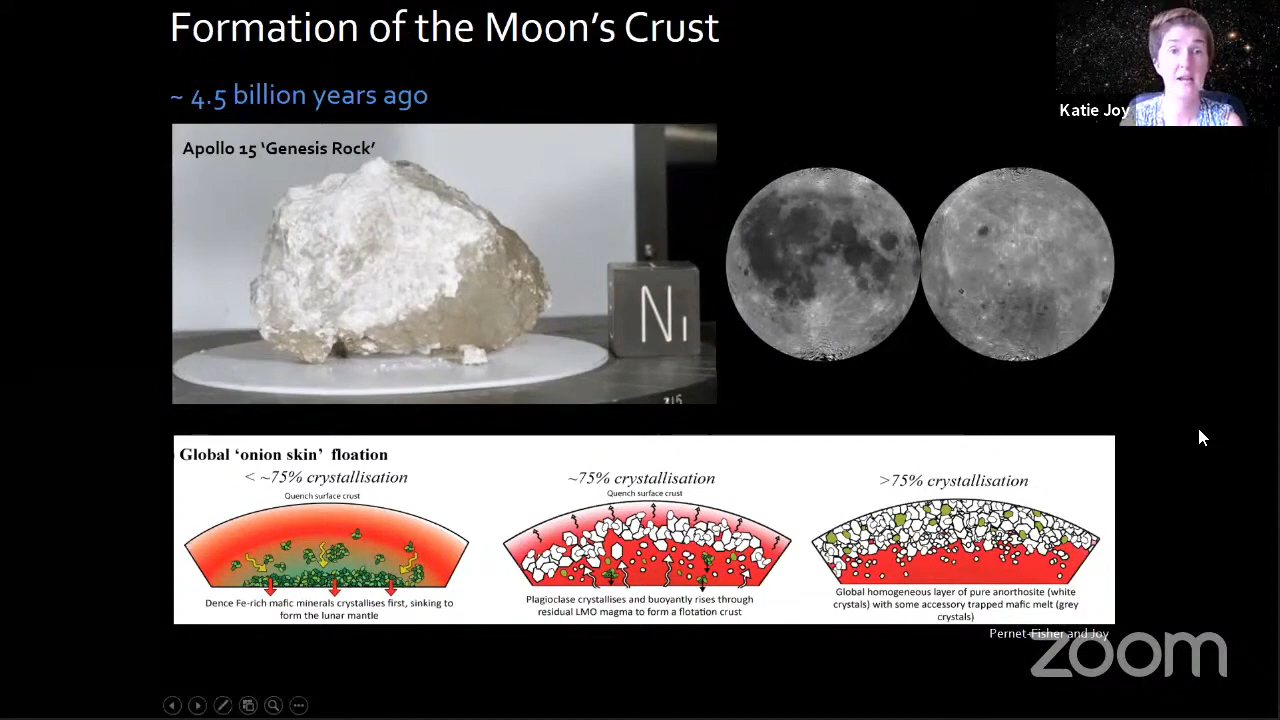 Formation of the Moon's Crust
~ 4.5 billion years ago
Katie Joy
Apollo 15 'Genesis Rock'
N1
Global 'onion skin' floation
< ~75% crystallisation
Quench surface crust
Dence Fe-rich mafic minerals crystallises first, sinking to
form the lunar mantle
~75% crystallisation
Quench surface crust
Plagioclase crystallises and buoyantly rises through
residual LMO magma to form a flotation crust
>75% crystallisation
Global homogeneous layer of pure anorthosite (white
crystals) with some accessory trapped mafic melt (grey
crystals)
Pernet-Fisher and Joy
zoom